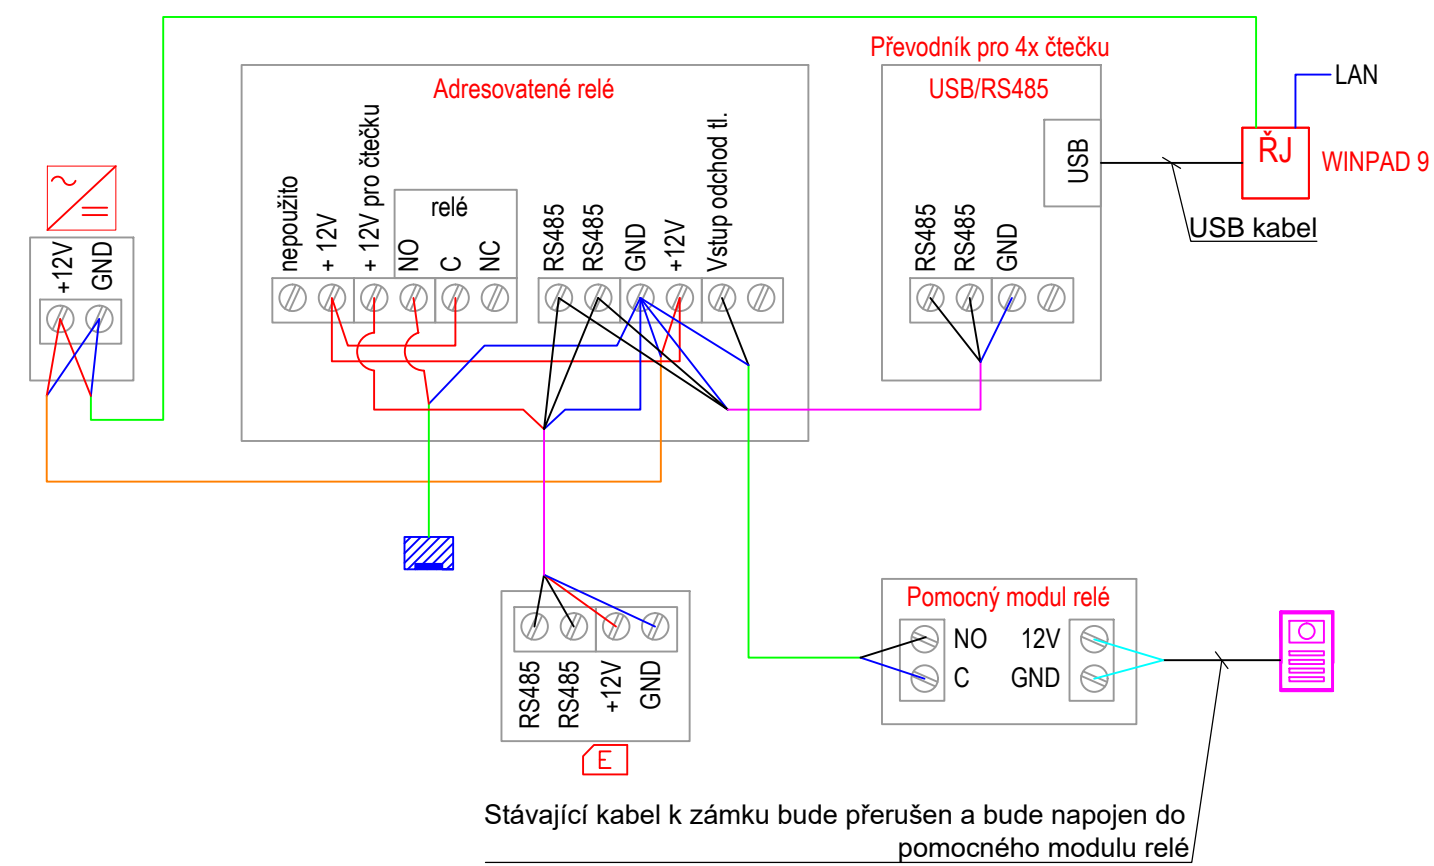 Převodník pro 4x čtečku
USB/RS485
Adresovatené relé
LAN
ŘJ
WINPAD 9
USB
USB kabel
nepoužito
+ 12V
+ 12V pro čtečku
relé
NO
C
NC
RS485
RS485
GND
+12V
Vstup odchod tl.
RS485
RS485
GND
+12V
GND
Pomocný modul relé
NO
12V
C
GND
RS485
RS485
+12V
GND
E
Stávající kabel k zámku bude přerušen a bude napojen do
pomocného modulu relé